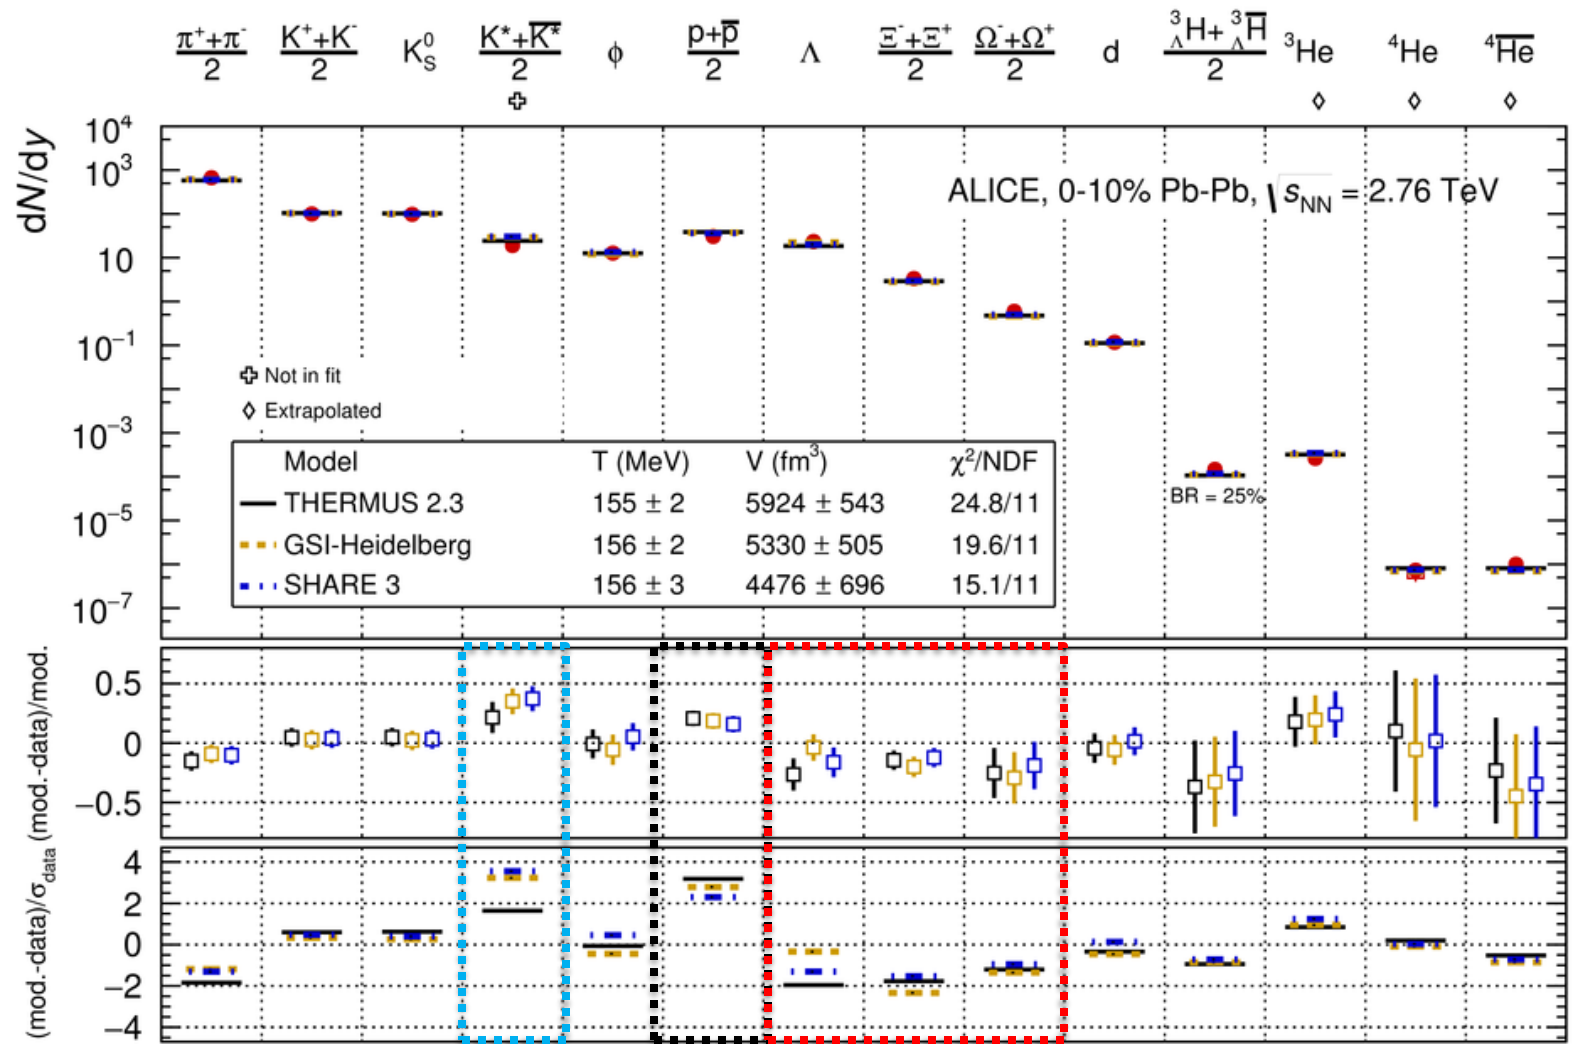 π⁺+π⁻/2 K⁺+K⁻/2 K⁰S K*+K̅*̅/2 ϕ p+p̅/2 Λ Ξ⁻+Ξ⁺/2 Ω⁻+Ω⁺/2 d ³ΛH+³ΛH̅/2 ³He ⁴He ⁴H̅e̅
dN/dy
10⁴
10³
10
10⁻¹
10⁻³
10⁻⁵
10⁻⁷
ALICE, 0-10% Pb-Pb, √sNN = 2.76 TeV
Not in fit
Extrapolated
Model T (MeV) V (fm³) χ²/NDF
THERMUS 2.3 155 ± 2 5924 ± 543 24.8/11
GSI-Heidelberg 156 ± 2 5330 ± 505 19.6/11
SHARE 3 156 ± 3 4476 ± 696 15.1/11
BR = 25%
(mod.-data)/mod.
0.5
0
−0.5
(mod.-data)/σdata
4
2
0
−2
−4